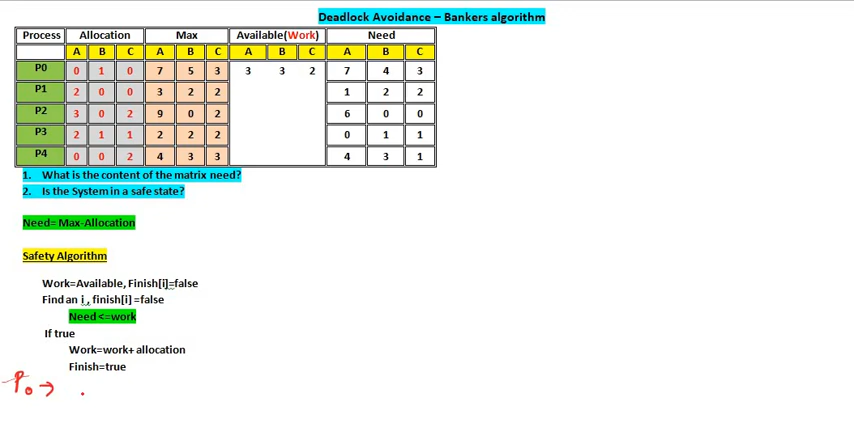 Deadlock Avoidance – Bankers algorithm
Process Allocation Max Available(Work) Need
A B C A B C A B C A B C
P0 0 1 0 7 5 3 3 3 2 7 4 3
P1 2 0 0 3 2 2 1 2 2
P2 3 0 2 9 0 2 6 0 0
P3 2 1 1 2 2 2 0 1 1
P4 0 0 2 4 3 3 4 3 1
1. What is the content of the matrix need?
2. Is the System in a safe state?
Need= Max-Allocation
Safety Algorithm
Work=Available, Finish[i]=false
Find an i , finish[i] =false
Need <=work
If true
Work=work+ allocation
Finish=true
P0 →